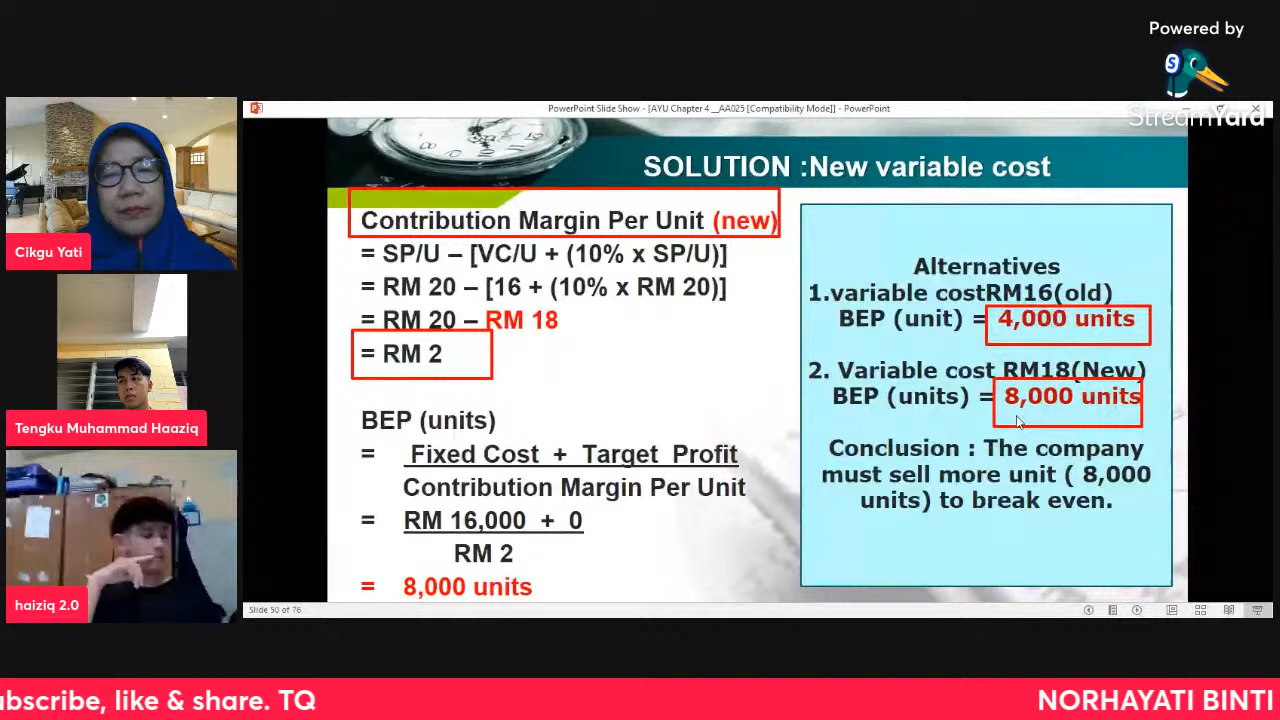 Powered by
S
StreamYard
PowerPoint Slide Show - [AYU Chapter 4 __AA025 [Compatibility Mode]] - PowerPoint
SOLUTION :New variable cost
Contribution Margin Per Unit (new)
= SP/U – [VC/U + (10% x SP/U)]
= RM 20 – [16 + (10% x RM 20)]
= RM 20 – RM 18
= RM 2
BEP (units)
= Fixed Cost + Target Profit
Contribution Margin Per Unit
= RM 16,000 + 0
RM 2
= 8,000 units
Alternatives
1.variable costRM16(old)
BEP (unit) = 4,000 units
2. Variable cost RM18(New)
BEP (units) = 8,000 units
Conclusion : The company
must sell more unit ( 8,000
units) to break even.
Slide 50 of 76
Cikgu Yati
Tengku Muhammad Haaziq
haiziq 2.0
ubscribe, like & share. TQ
NORHAYATI BINTI